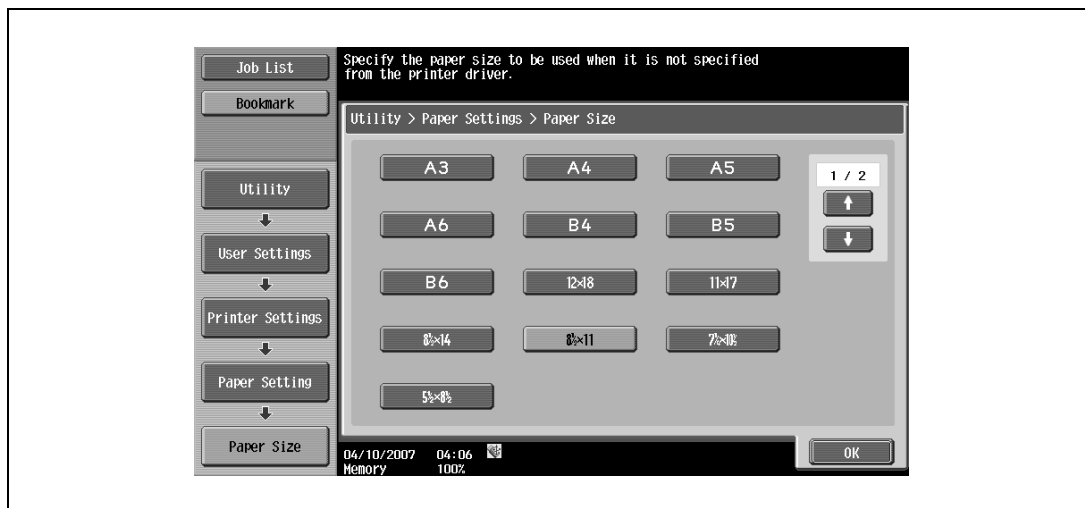 Job List
Bookmark
Utility
User Settings
Printer Settings
Paper Setting
Paper Size
Specify the paper size to be used when it is not specified
from the printer driver.
Utility > Paper Settings > Paper Size
A3 A4 A5
A6 B4 B5
B6 12×18 11×17
8½×14 8½×11 7¼×10½
5½×8½
1 / 2
04/10/2007 04:06
Memory 100%
OK